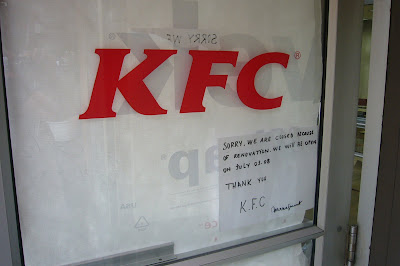 KFC®
SORRY. WE ARE CLOSED BECAUSE
OF RENOVATION. WE WILL BE OPEN
ON JULY 03.08
THANK YOU
K.F.C